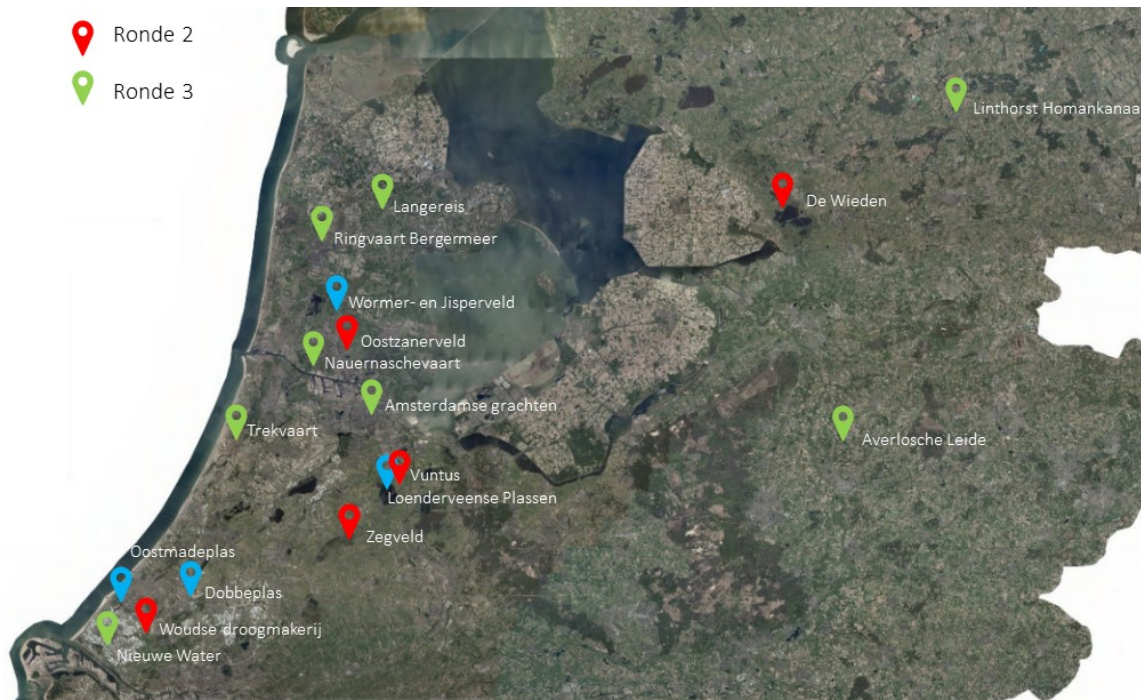 Ronde 2
Ronde 3
Linthorst Homankanaa
De Wieden
Langereis
Ringvaart Bergermeer
Wormer- en Jisperveld
Oostzanerveld
Nauernaschevaart
Amsterdamse grachten
Trekvaart
Averlosche Leide
Vuntus
Loenderveense Plassen
Zegveld
Oostmadeplas
Dobbeplas
Woudse droogmakerij
Nieuwe Water